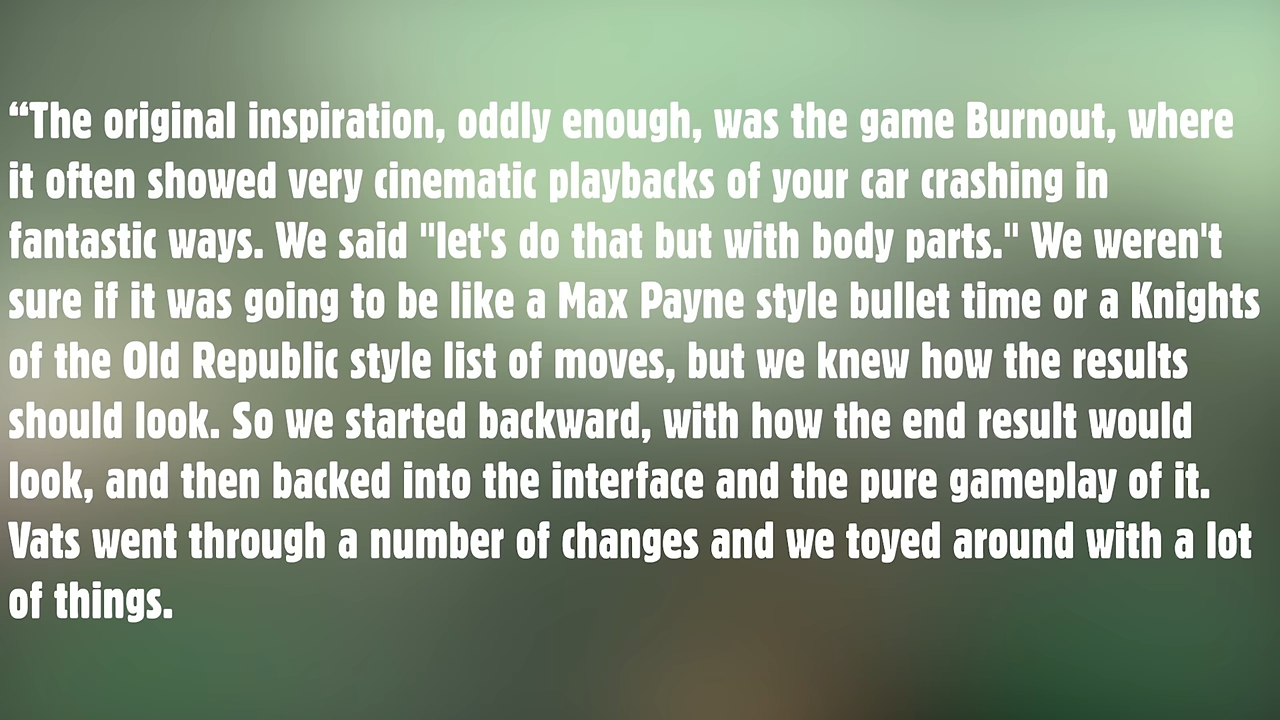 “The original inspiration, oddly enough, was the game Burnout, where
it often showed very cinematic playbacks of your car crashing in
fantastic ways. We said "let's do that but with body parts." We weren't
sure if it was going to be like a Max Payne style bullet time or a Knights
of the Old Republic style list of moves, but we knew how the results
should look. So we started backward, with how the end result would
look, and then backed into the interface and the pure gameplay of it.
Vats went through a number of changes and we toyed around with a lot
of things.